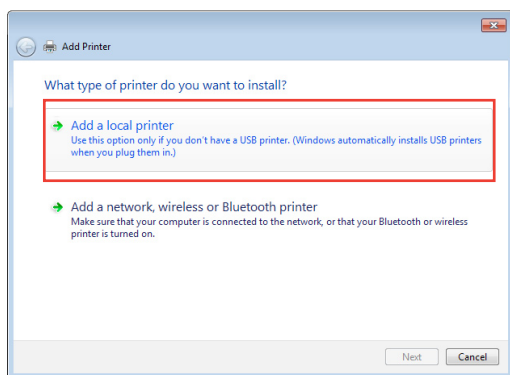 Add Printer
What type of printer do you want to install?
Add a local printer
Use this option only if you don't have a USB printer. (Windows automatically installs USB printers
when you plug them in.)
Add a network, wireless or Bluetooth printer
Make sure that your computer is connected to the network, or that your Bluetooth or wireless
printer is turned on.
Next Cancel